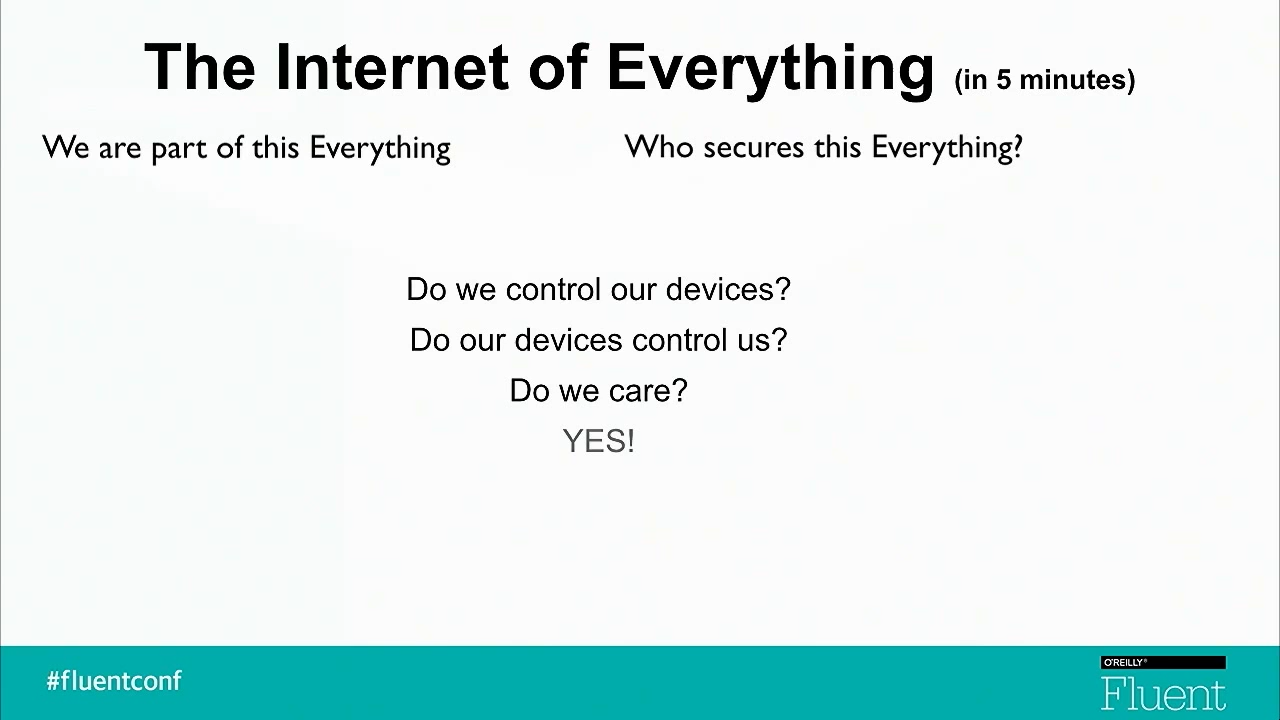 The Internet of Everything (in 5 minutes)
We are part of this Everything
Who secures this Everything?
Do we control our devices?
Do our devices control us?
Do we care?
YES!
#fluentconf
O'REILLY®
Fluent